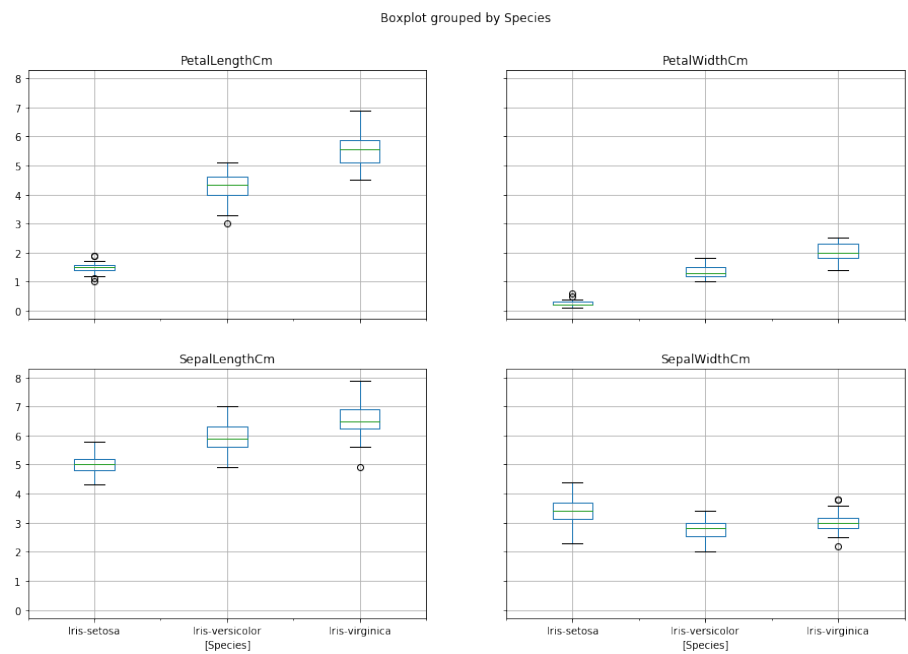 Boxplot grouped by Species
PetalLengthCm
8
7
6
5
4
3
2
1
0
PetalWidthCm
SepalLengthCm
8
7
6
5
4
3
2
1
0
Iris-setosa Iris-versicolor Iris-virginica
[Species]
SepalWidthCm
Iris-setosa Iris-versicolor Iris-virginica
[Species]